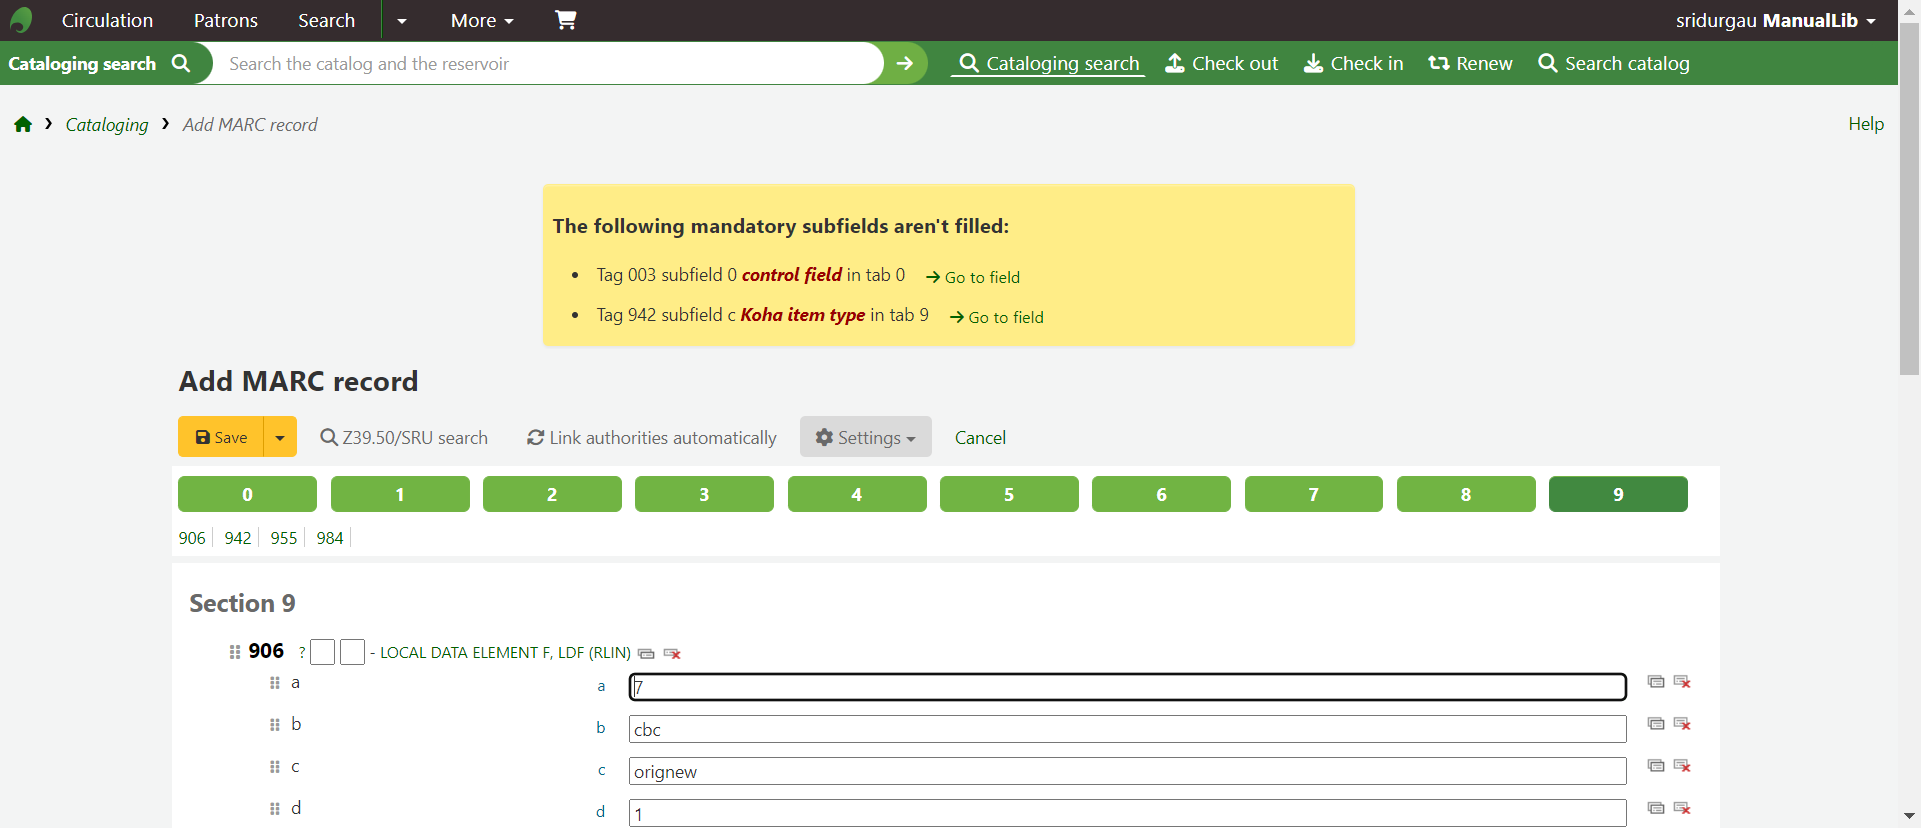 Circulation Patrons Search More sridurgau ManualLib
Cataloging search Search the catalog and the reservoir Cataloging search Check out Check in Renew Search catalog
Cataloging Add MARC record Help
The following mandatory subfields aren't filled:
Tag 003 subfield 0 control field in tab 0 Go to field
Tag 942 subfield c Koha item type in tab 9 Go to field
Add MARC record
Save Z39.50/SRU search Link authorities automatically Settings Cancel
0 1 2 3 4 5 6 7 8 9
906 942 955 984
Section 9
906 ? - LOCAL DATA ELEMENT F, LDF (RLIN)
a a 7
b b cbc
c c orignew
d d 1